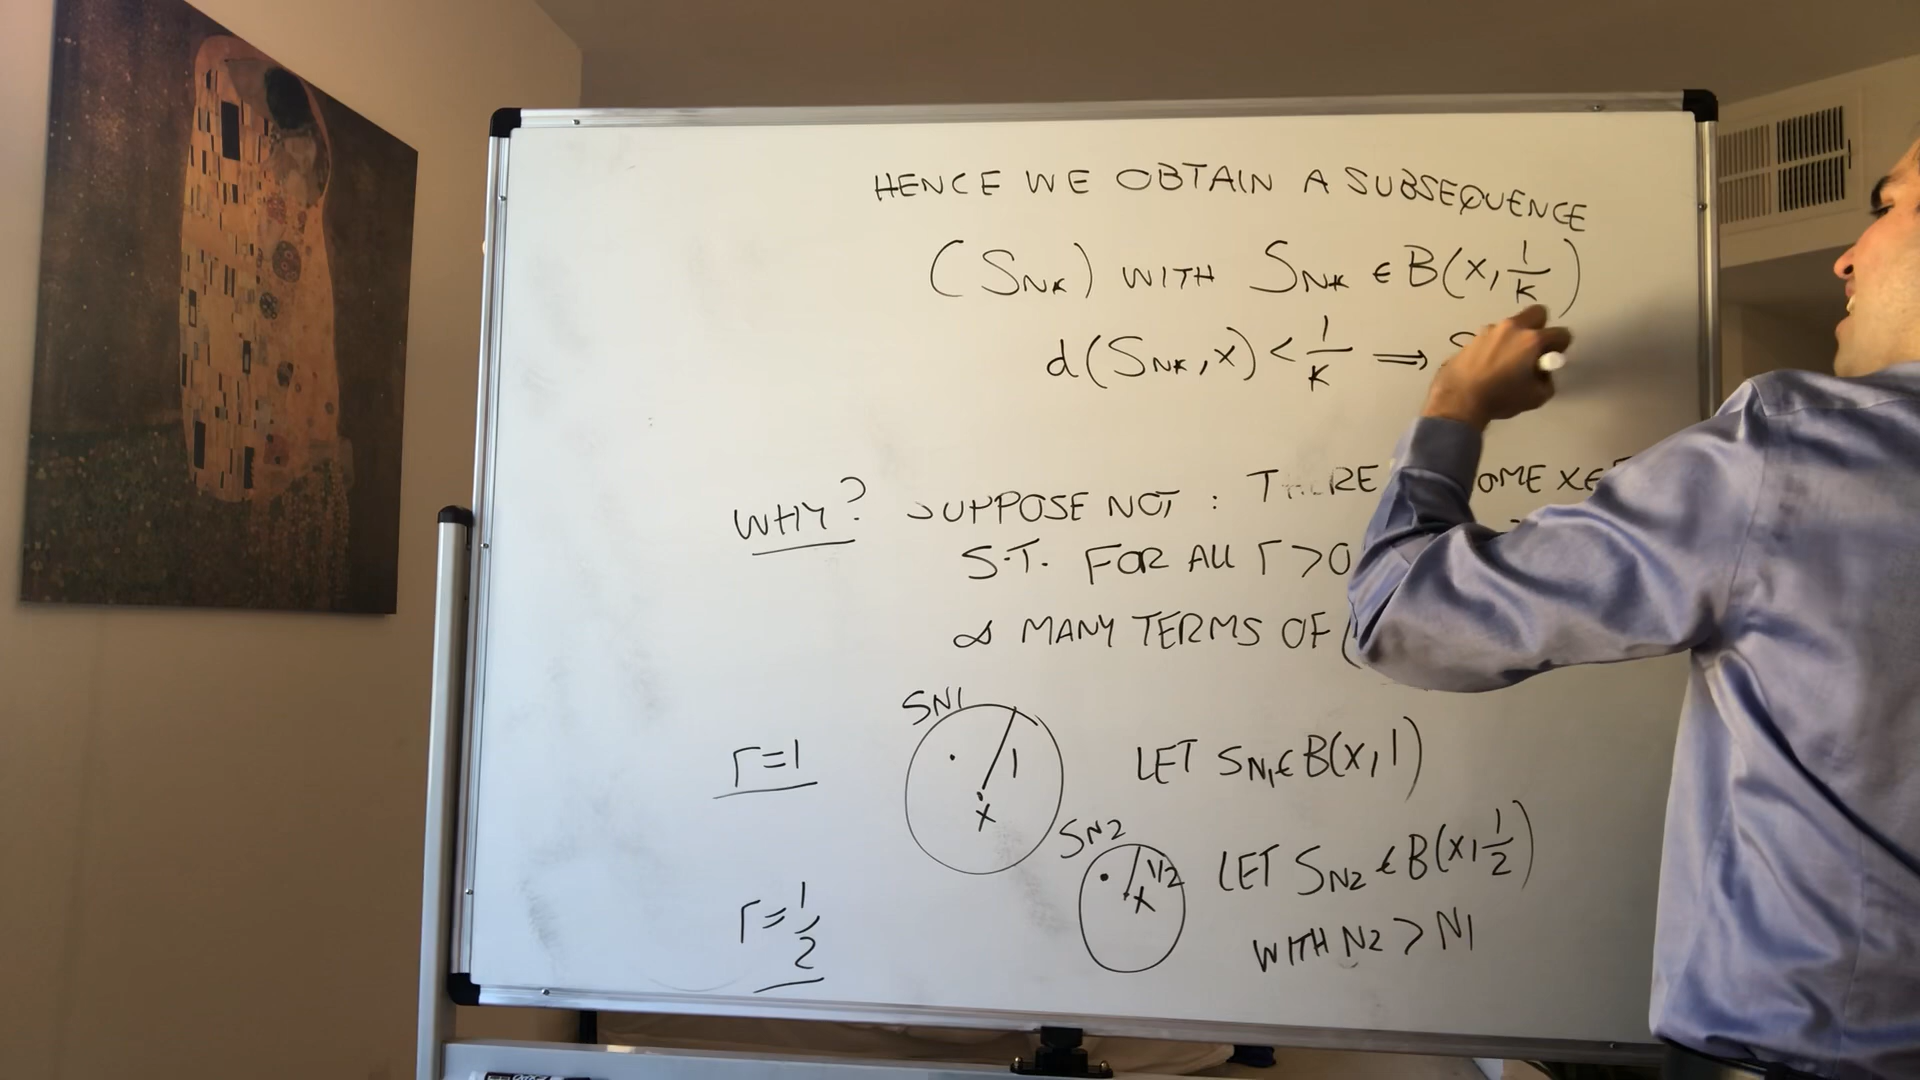 HENCE WE OBTAIN A SUBSEQUENCE
(SNK) WITH SNK ∈ B(X, 1/K)
d(SNK, X) < 1/K ⇒ S
WHY? SUPPOSE NOT : THERE OME X∈
S.T. FOR ALL r > 0
∞ MANY TERMS OF (
SN1
1
X
r=1
LET SN1 ∈ B(X, 1)
SN2
1/2
X
r=1/2
LET SN2 ∈ B(X, 1/2)
WITH N2 > N1